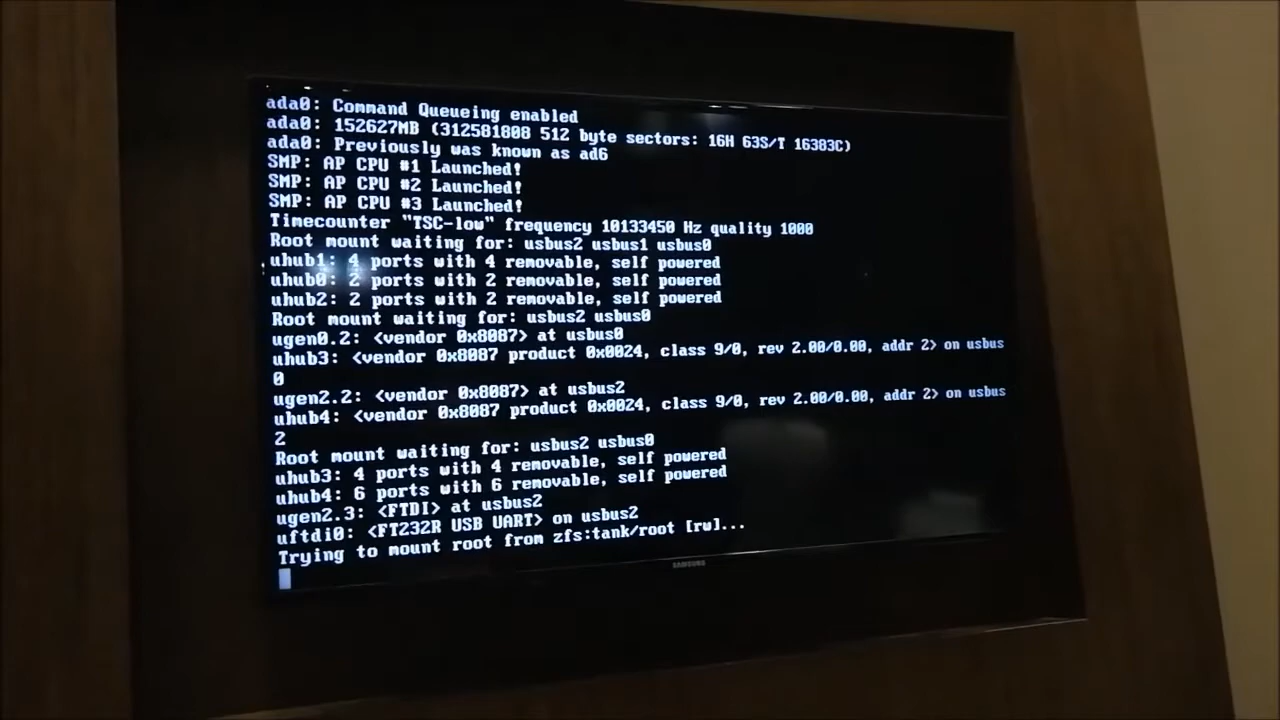 ada0: Command Queueing enabled
ada0: 152627MB (312581808 512 byte sectors: 16H 63S/T 16383C)
ada0: Previously was known as ad6
SMP: AP CPU #1 Launched!
SMP: AP CPU #2 Launched!
SMP: AP CPU #3 Launched!
Timecounter "TSC-low" frequency 10133450 Hz quality 1000
Root mount waiting for: usbus2 usbus1 usbus0
uhub1: 4 ports with 4 removable, self powered
uhub0: 2 ports with 2 removable, self powered
uhub2: 2 ports with 2 removable, self powered
Root mount waiting for: usbus2 usbus0
ugen0.2: <vendor 0x8087> at usbus0
uhub3: <vendor 0x8087 product 0x0024, class 9/0, rev 2.00/0.00, addr 2> on usbus
0
ugen2.2: <vendor 0x8087> at usbus2
uhub4: <vendor 0x8087 product 0x0024, class 9/0, rev 2.00/0.00, addr 2> on usbus
2
Root mount waiting for: usbus2 usbus0
uhub3: 4 ports with 4 removable, self powered
uhub4: 6 ports with 6 removable, self powered
ugen2.3: <FTDI> at usbus2
uftdi0: <FT232R USB UART> on usbus2
Trying to mount root from zfs:tank/root [rw]...
SAMSUNG